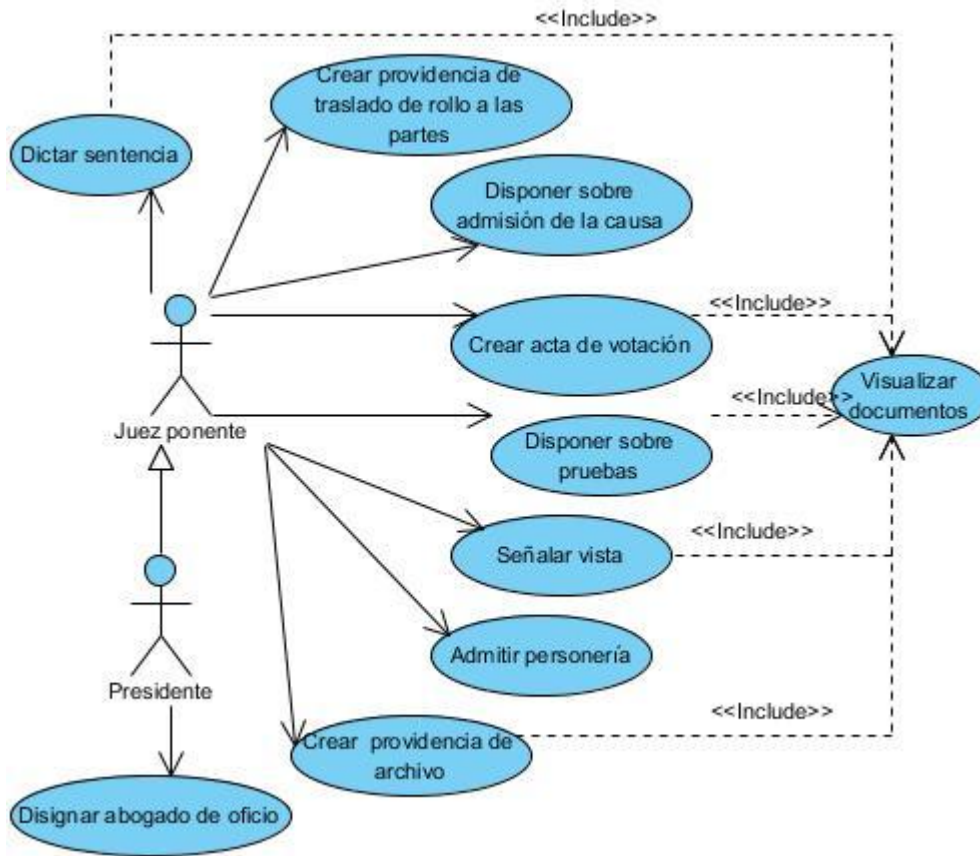 <<Include>>
Crear providencia de
traslado de rollo a las
partes
Dictar sentencia
Disponer sobre
admisión de la causa
<<Include>>
Crear acta de votación
Visualizar
documentos
<<Include>>
Juez ponente
Disponer sobre
pruebas
<<Include>>
Señalar vista
Admitir personería
Presidente
<<Include>>
Crear providencia de
archivo
Disignar abogado de oficio